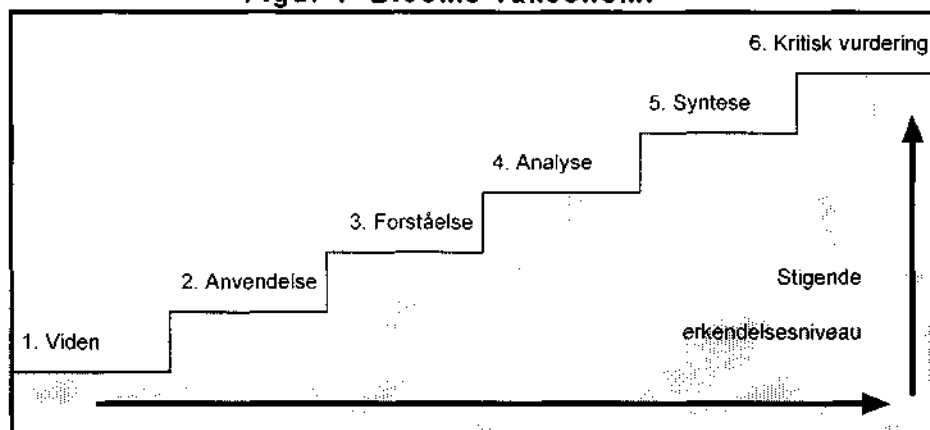 6. Kritisk vurdering
5. Syntese
4. Analyse
3. Forståelse
2. Anvendelse
1. Viden
Stigende
erkendelsesniveau